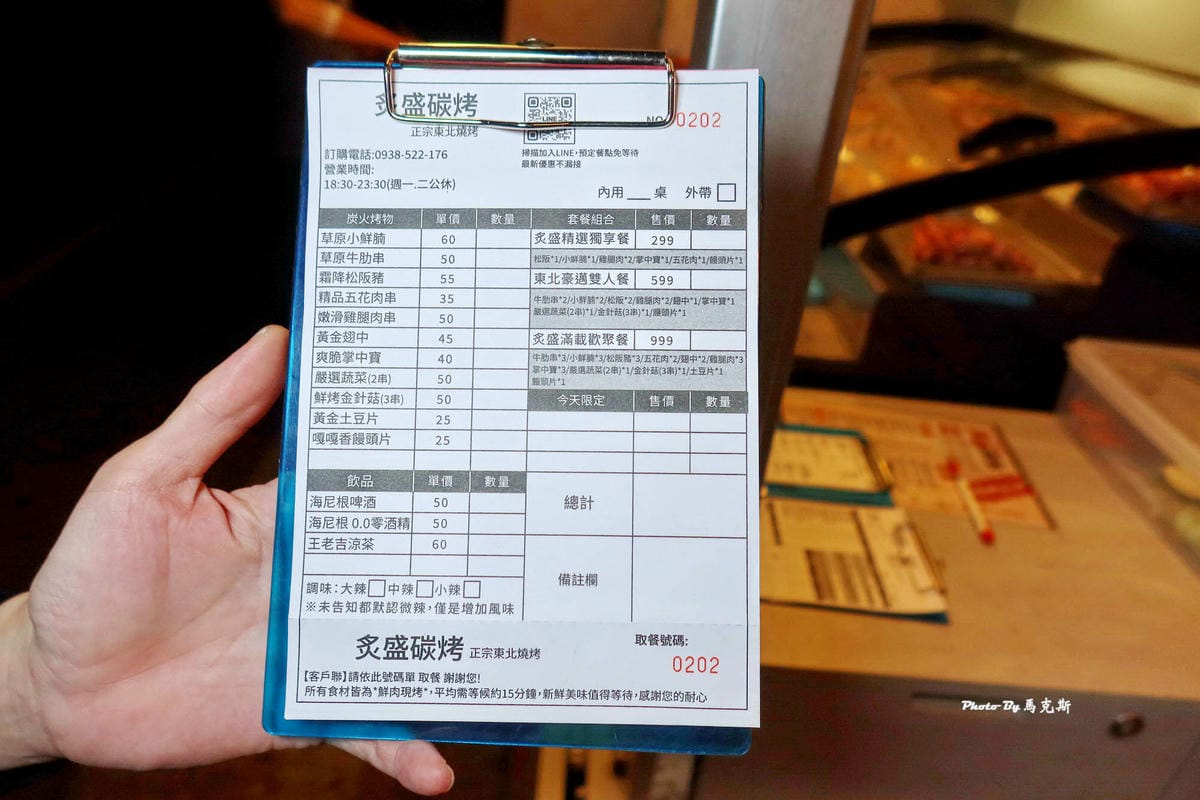 炙盛碳烤
正宗東北燒烤
LINE
NO 0202
訂購電話:0938-522-176
營業時間:
18:30-23:30(週一.二公休)
掃描加入LINE,預定餐點免等待
最新優惠不漏接
內用 ___ 桌 外帶
炭火烤物 單價 數量
草原小鮮腩 60
草原牛肋串 50
霜降松阪豬 55
精品五花肉串 35
嫩滑雞腿肉串 50
黃金翅中 45
爽脆掌中寶 40
嚴選蔬菜(2串) 50
鮮烤金針菇(3串) 50
黃金土豆片 25
嘎嘎香饅頭片 25
飲品 單價 數量
海尼根啤酒 50
海尼根 0.0零酒精 50
王老吉涼茶 60
調味:大辣 中辣 小辣
※未告知都默認微辣,僅是增加風味
套餐組合 售價 數量
炙盛精選獨享餐 299
松阪*1/小鮮腩*1/雞腿肉*2/掌中寶*1/五花肉*1/饅頭片*1
東北豪邁雙人餐 599
牛肋串*2/小鮮腩*2/松阪*2/雞腿肉*2/翅中*1/掌中寶*1
嚴選蔬菜(2串)*1/金針菇(3串)*1/饅頭片*1
炙盛滿載歡聚餐 999
牛肋串*3/小鮮腩*3/松阪豬*3/五花肉*2/翅中*2/雞腿肉*3
掌中寶*3/嚴選蔬菜(2串)*1/金針菇(3串)*1/土豆片*1
饅頭片*1
今天限定 售價 數量
總計
備註欄
炙盛碳烤 正宗東北燒烤
取餐號碼:
0202
【客戶聯】請依此號碼單 取餐 謝謝您!
所有食材皆為*鮮肉現烤*,平均需等候約15分鐘,新鮮美味值得等待,感謝您的耐心
Photo By 馬克斯